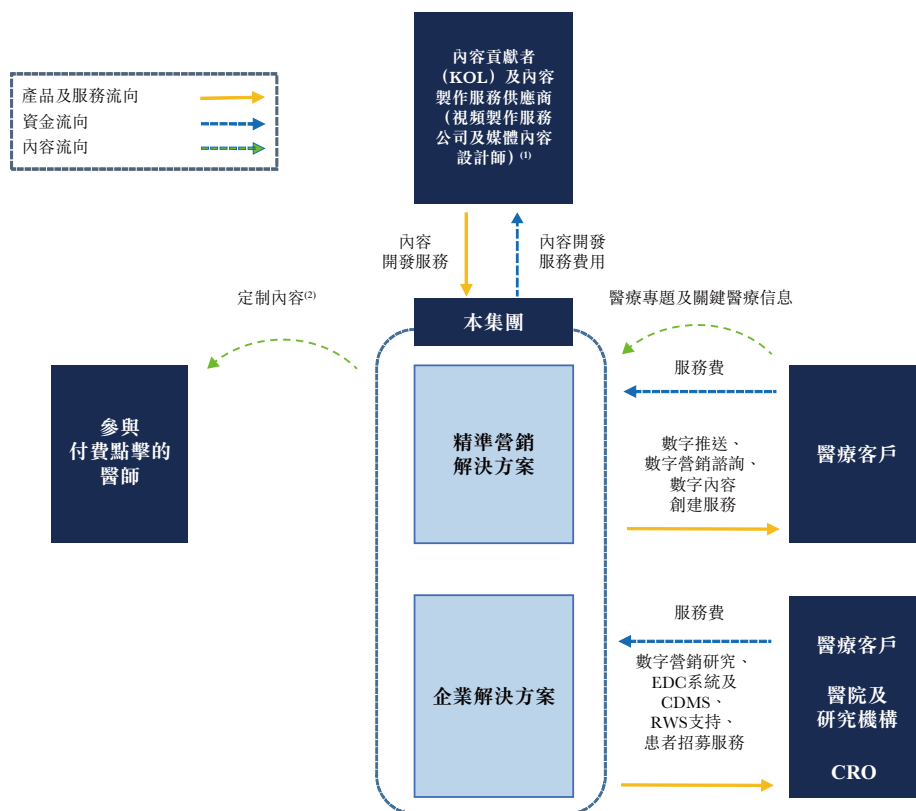 內容貢獻者
(KOL)及內容
製作服務供應商
(視頻製作服務
公司及媒體內容
設計師)(1)
產品及服務流向
資金流向
內容流向
內容
開發服務
內容開發
服務費用
定制內容(2)
本集團
醫療專題及關鍵醫療信息
參與
付費點擊的
醫師
精準營銷
解決方案
服務費
數字推送、
數字營銷諮詢、
數字內容
創建服務
醫療客戶
企業解決方案
服務費
數字營銷研究、
EDC系統及
CDMS、
RWS支持、
患者招募服務
醫療客戶
醫院及
研究機構
CRO